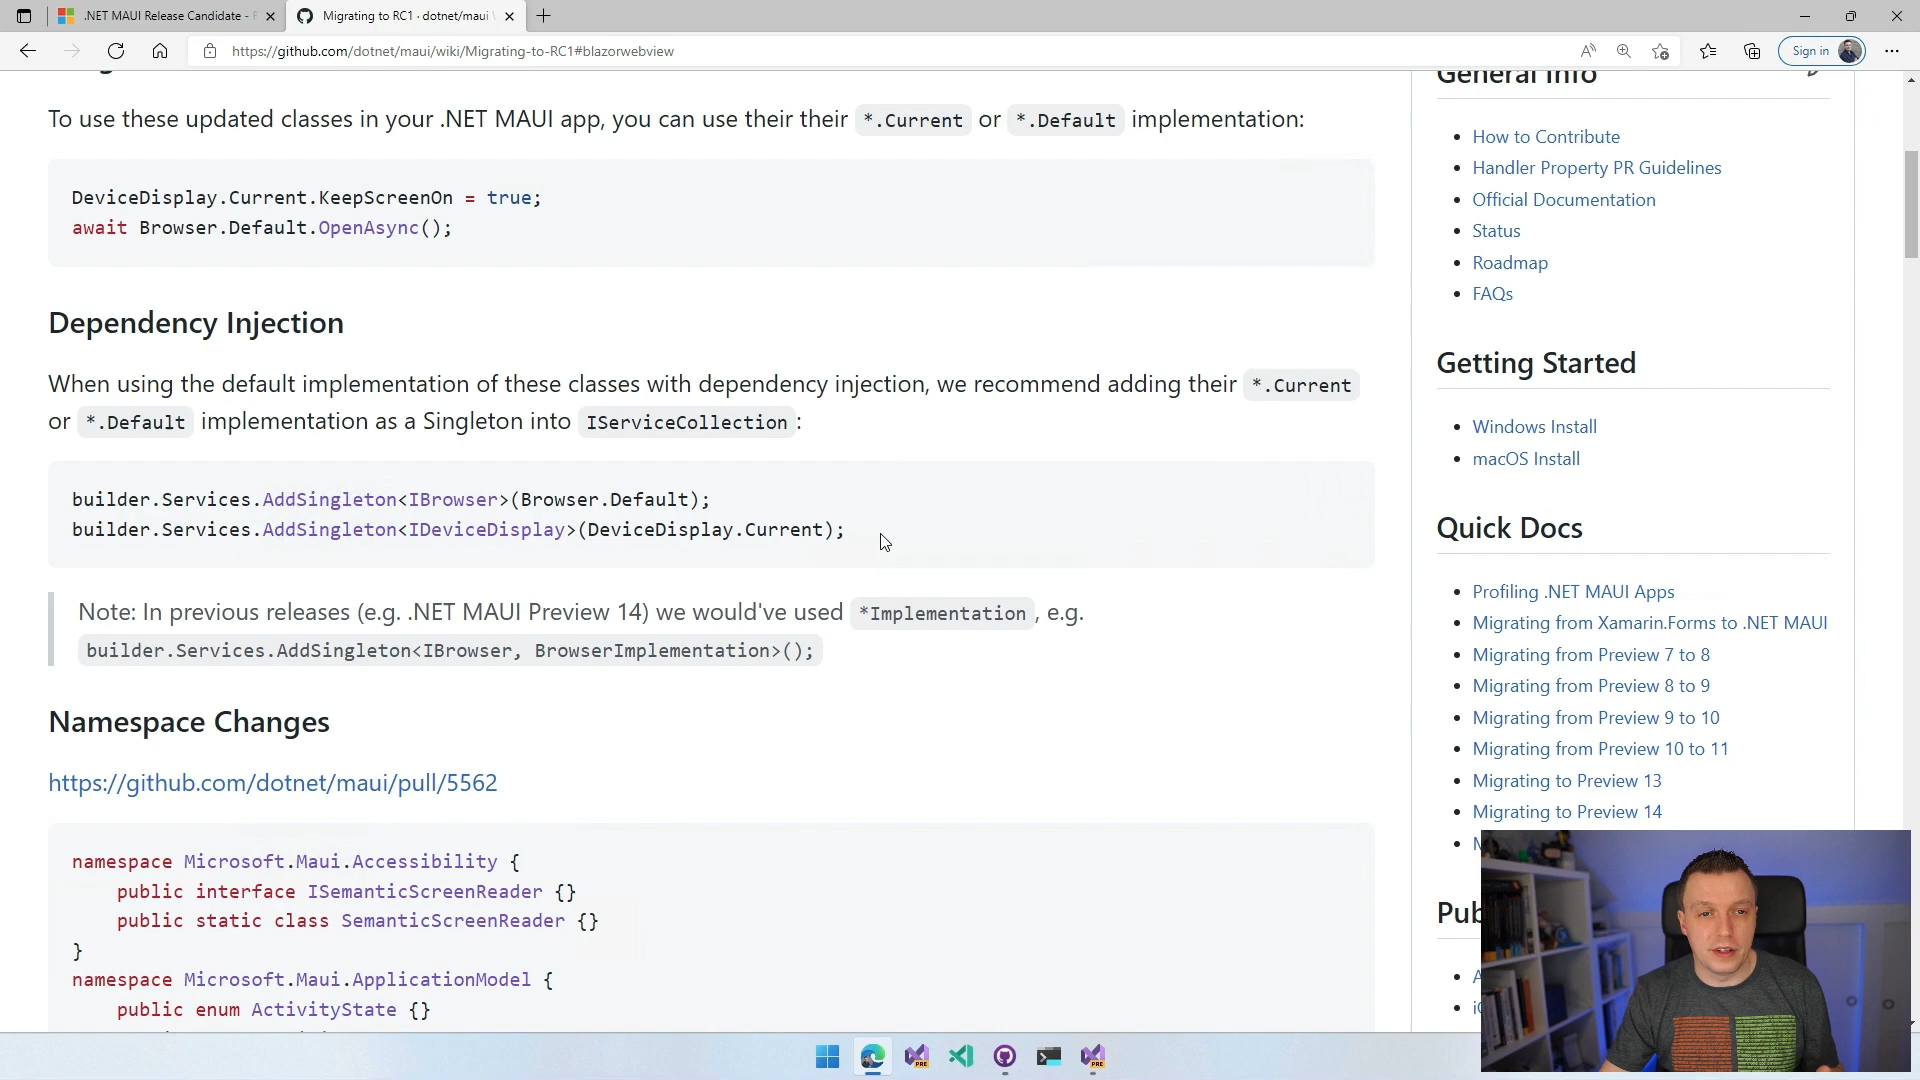 .NET MAUI Release Candidate -
Migrating to RC1 · dotnet/maui
https://github.com/dotnet/maui/wiki/Migrating-to-RC1#blazorwebview
Sign in
To use these updated classes in your .NET MAUI app, you can use their their *.Current or *.Default implementation:
DeviceDisplay.Current.KeepScreenOn = true;
await Browser.Default.OpenAsync();
Dependency Injection
When using the default implementation of these classes with dependency injection, we recommend adding their *.Current
or *.Default implementation as a Singleton into IServiceCollection:
builder.Services.AddSingleton<IBrowser>(Browser.Default);
builder.Services.AddSingleton<IDeviceDisplay>(DeviceDisplay.Current);
Note: In previous releases (e.g. .NET MAUI Preview 14) we would've used *Implementation, e.g.
builder.Services.AddSingleton<IBrowser, BrowserImplementation>();
Namespace Changes
https://github.com/dotnet/maui/pull/5562
namespace Microsoft.Maui.Accessibility {
public interface ISemanticScreenReader {}
public static class SemanticScreenReader {}
}
namespace Microsoft.Maui.ApplicationModel {
public enum ActivityState {}
General Info
How to Contribute
Handler Property PR Guidelines
Official Documentation
Status
Roadmap
FAQs
Getting Started
Windows Install
macOS Install
Quick Docs
Profiling .NET MAUI Apps
Migrating from Xamarin.Forms to .NET MAUI
Migrating from Preview 7 to 8
Migrating from Preview 8 to 9
Migrating from Preview 9 to 10
Migrating from Preview 10 to 11
Migrating to Preview 13
Migrating to Preview 14
PRE
PRE